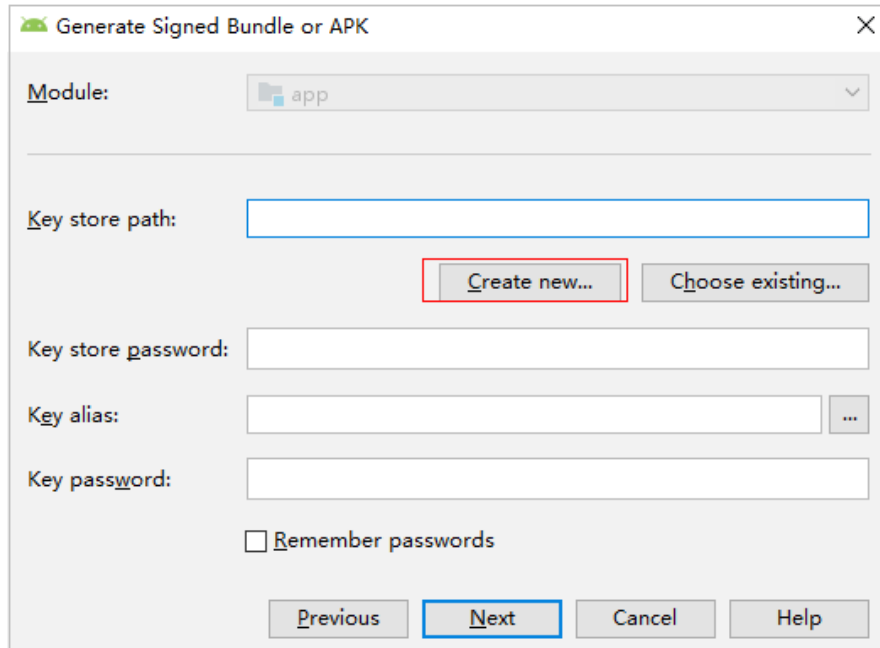 Generate Signed Bundle or APK
Module: app
Key store path:
Create new... Choose existing...
Key store password:
Key alias: ...
Key password:
Remember passwords
Previous Next Cancel Help